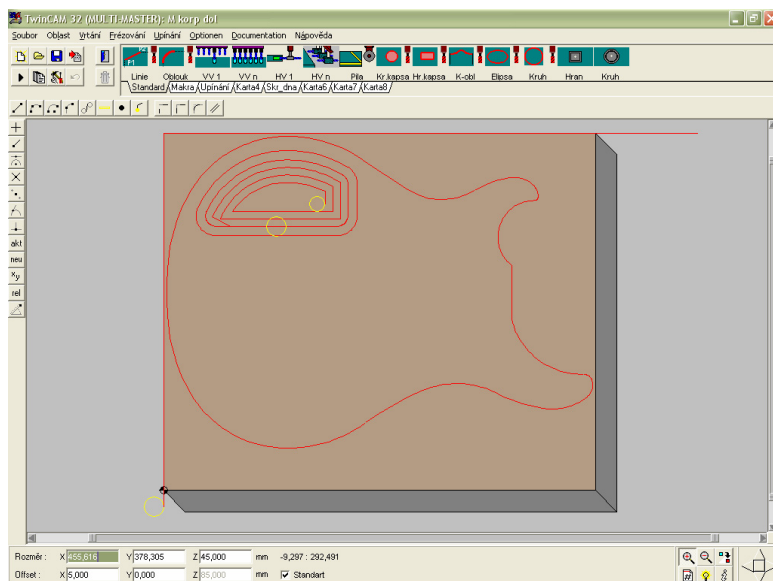 TwinCAM 32 (MULTI-MASTER): M korp dol
Soubor Oblast Vrtání Frézování Upínání Optionen Documentation Nápověda
Linie Oblouk VV 1 VV n HV 1 HV n Pila Kr.kapsa Hr.kapsa K-obl Elipsa Kruh Hran Kruh
Standard Makra Upínání Karta4 Skr_dna Karta6 Karta7 Karta8
akt
neu
xy
rel
Rozměr : X 455,616 Y 378,305 Z 45,000 mm -9,297 : 292,491
Offset : X 5,000 Y 0,000 Z 85,000 mm Standart